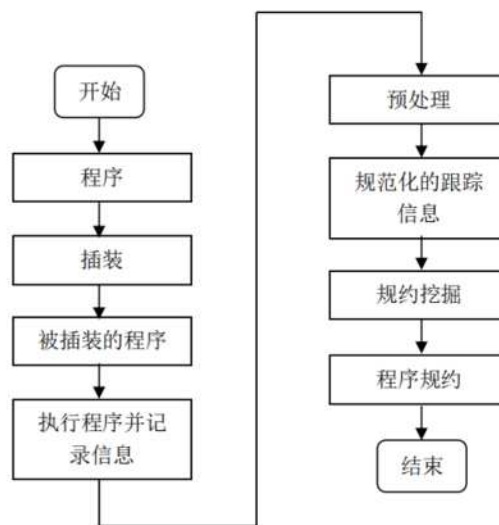 开始
程序
插装
被插装的程序
执行程序并记
录信息
预处理
规范化的跟踪
信息
规约挖掘
程序规约
结束